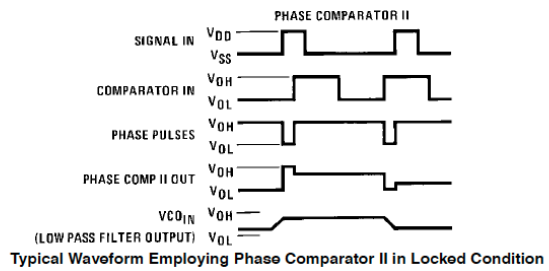 PHASE COMPARATOR II
SIGNAL IN VDD
VSS
COMPARATOR IN VOH
VOL
PHASE PULSES VOH
VOL
PHASE COMP II OUT VOH
VOL
VCOIN VOH
(LOW PASS FILTER OUTPUT) VOL
Typical Waveform Employing Phase Comparator II in Locked Condition